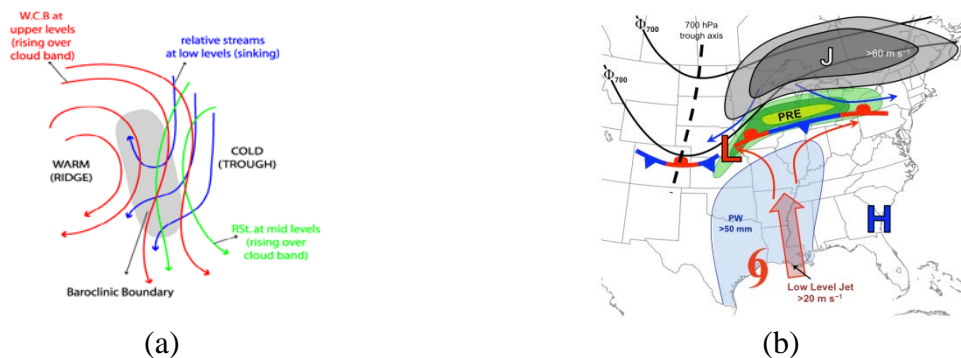 W.C.B at
upper levels
(rising over
cloud band)
relative streams
at low levels (sinking)
WARM
(RIDGE)
COLD
(TROUGH)
RSt. at mid levels
(rising over
cloud band)
Baroclinic Boundary
(a)
Φ700
700 hPa
trough axis
Φ700
J
>60 m s⁻¹
PRE
L
PW
>50 mm
H
Low Level Jet
>20 m s⁻¹
(b)